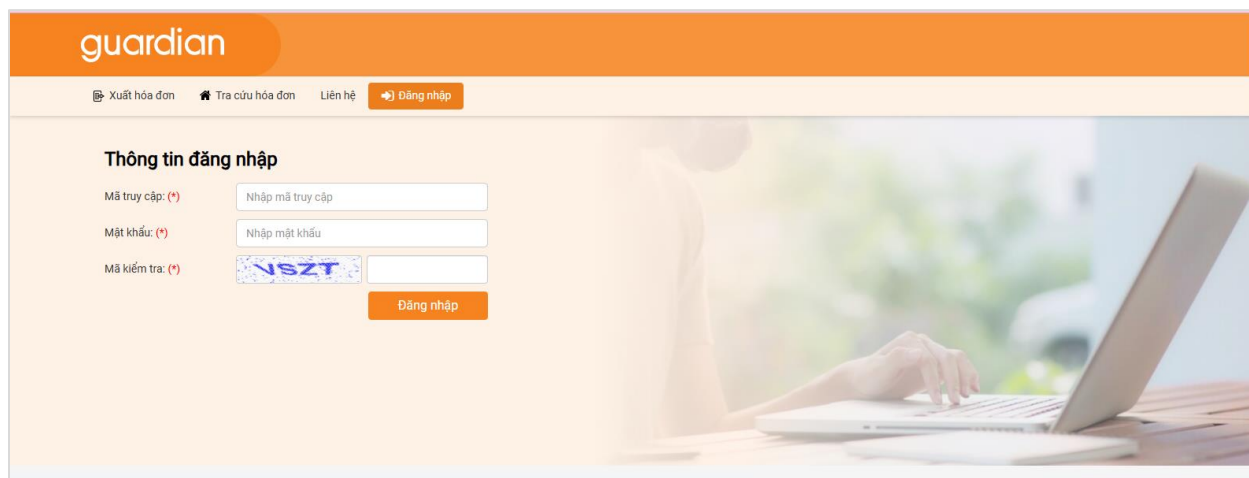 guardian
Xuất hóa đơn Tra cứu hóa đơn Liên hệ Đăng nhập
Thông tin đăng nhập
Mã truy cập: (*) Nhập mã truy cập
Mật khẩu: (*) Nhập mật khẩu
Mã kiểm tra: (*) VSZT
Đăng nhập